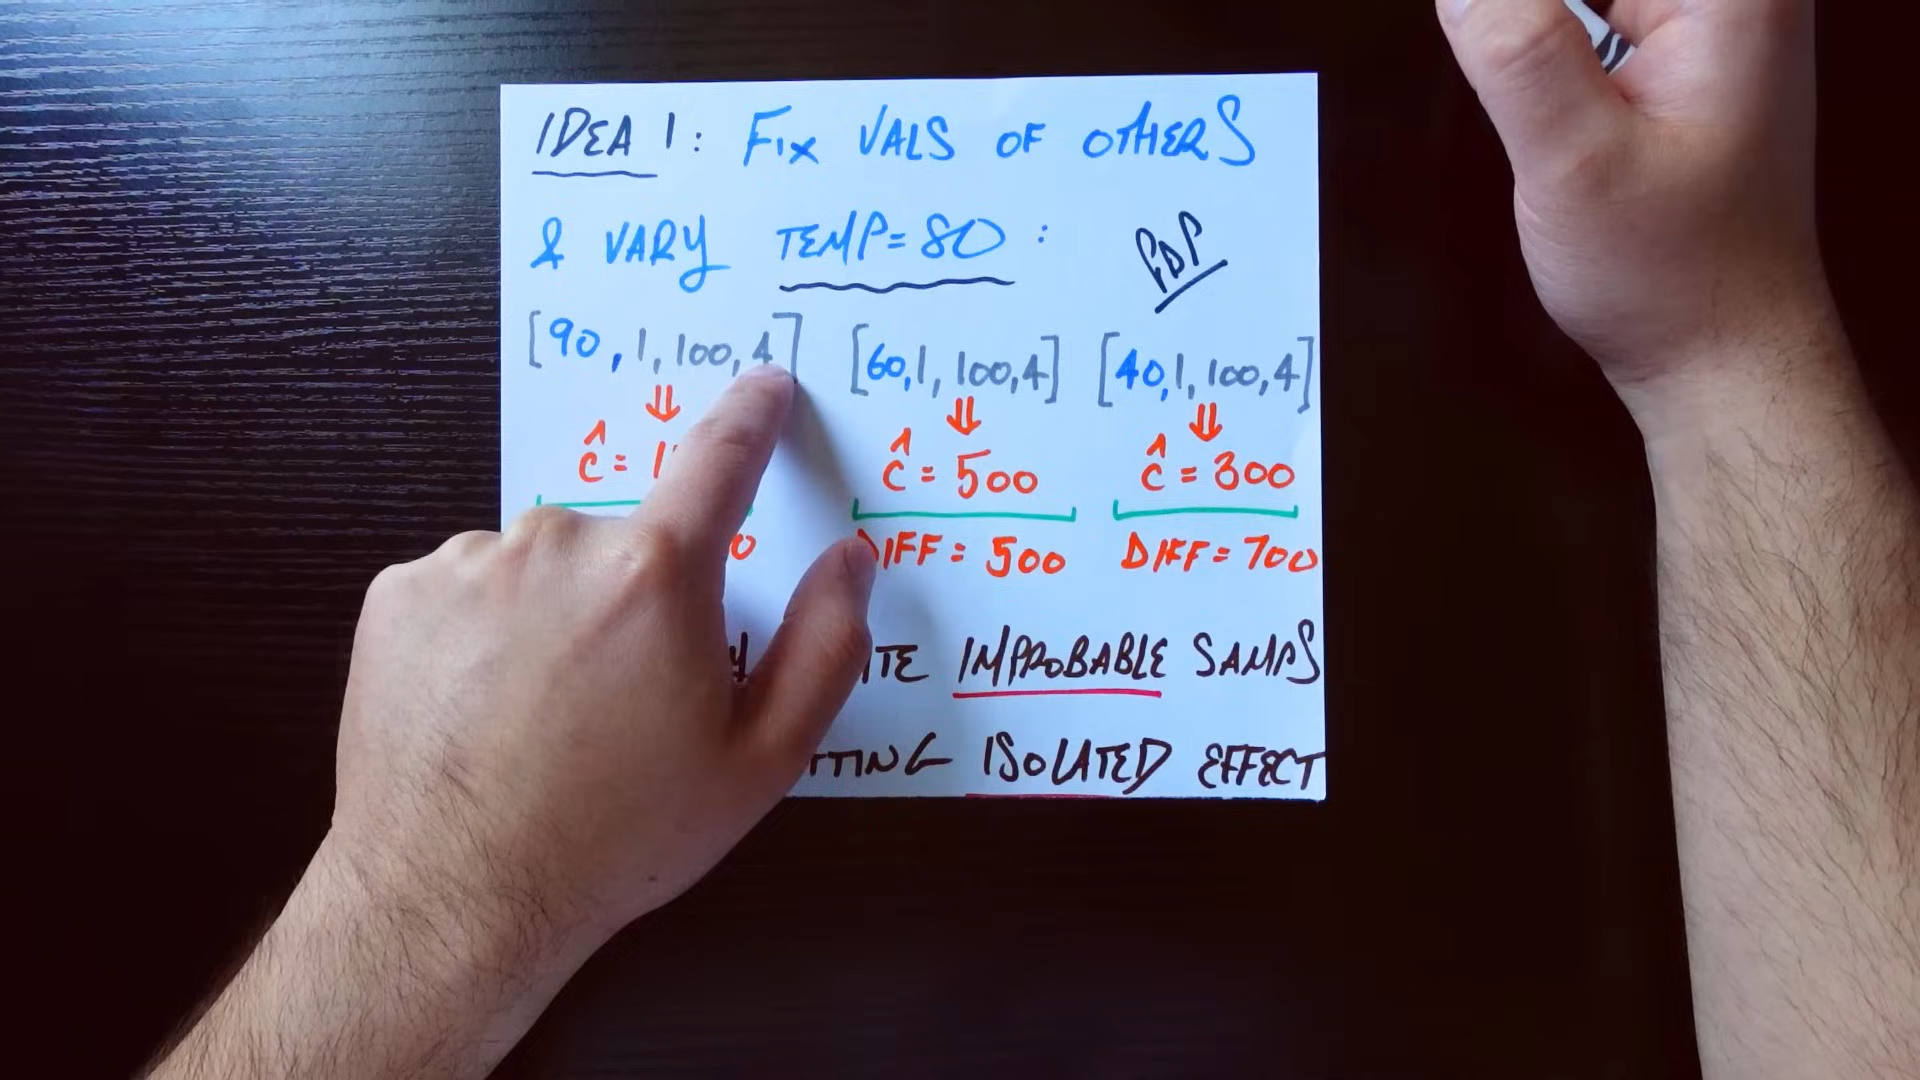 IDEA 1: FIX VALS OF OTHERS
& VARY TEMP=80:
PDP
[90,1,100,4] [60,1,100,4] [40,1,100,4]
⇓ ⇓ ⇓
ĉ= ĉ=500 ĉ=300
DIFF=500 DIFF=700
IMPROBABLE SAMPS
ISOLATED EFFECT